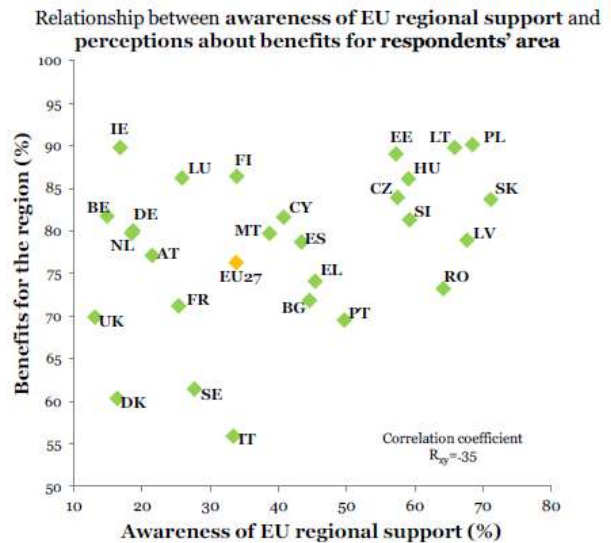 Relationship between awareness of EU regional support and
perceptions about benefits for respondents' area
Benefits for the region (%)
100
95
90
85
80
75
70
65
60
55
50
IE
LU
FI
EE
LT
PL
HU
CZ
SK
BE
DE
CY
SI
NL
MT
ES
LV
AT
EU27
EL
RO
FR
BG
PT
UK
DK
SE
IT
Correlation coefficient
Rxy=.35
10
20
30
40
50
60
70
80
Awareness of EU regional support (%)